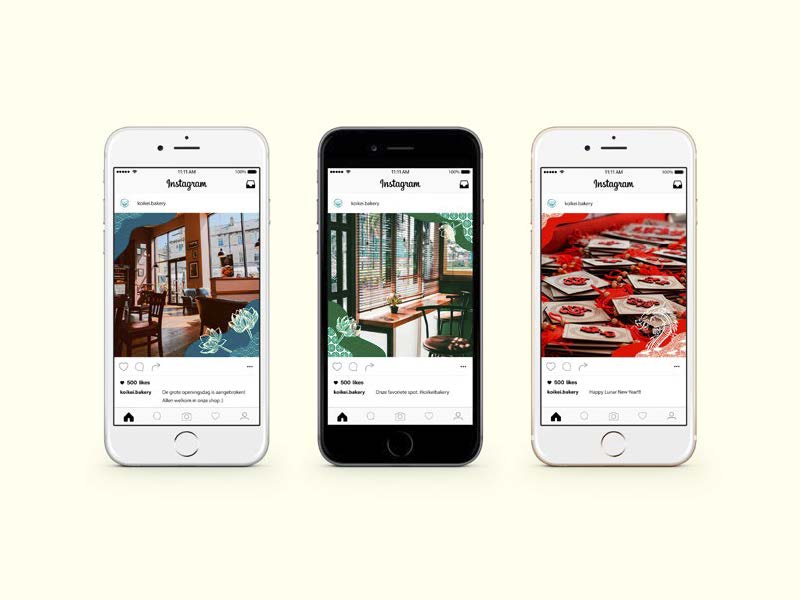 11:11 AM
100%
Instagram
koikei.bakery
500 likes
koikei.bakery De grote openingsdag is aangebroken!
Allen welkom in onze shop :)
11:11 AM
100%
Instagram
koikei.bakery
500 likes
koikei.bakery Onze favoriete spot. #koikeibakery
11:11 AM
100%
Instagram
koikei.bakery
500 likes
koikei.bakery Happy Lunar New Year!!!